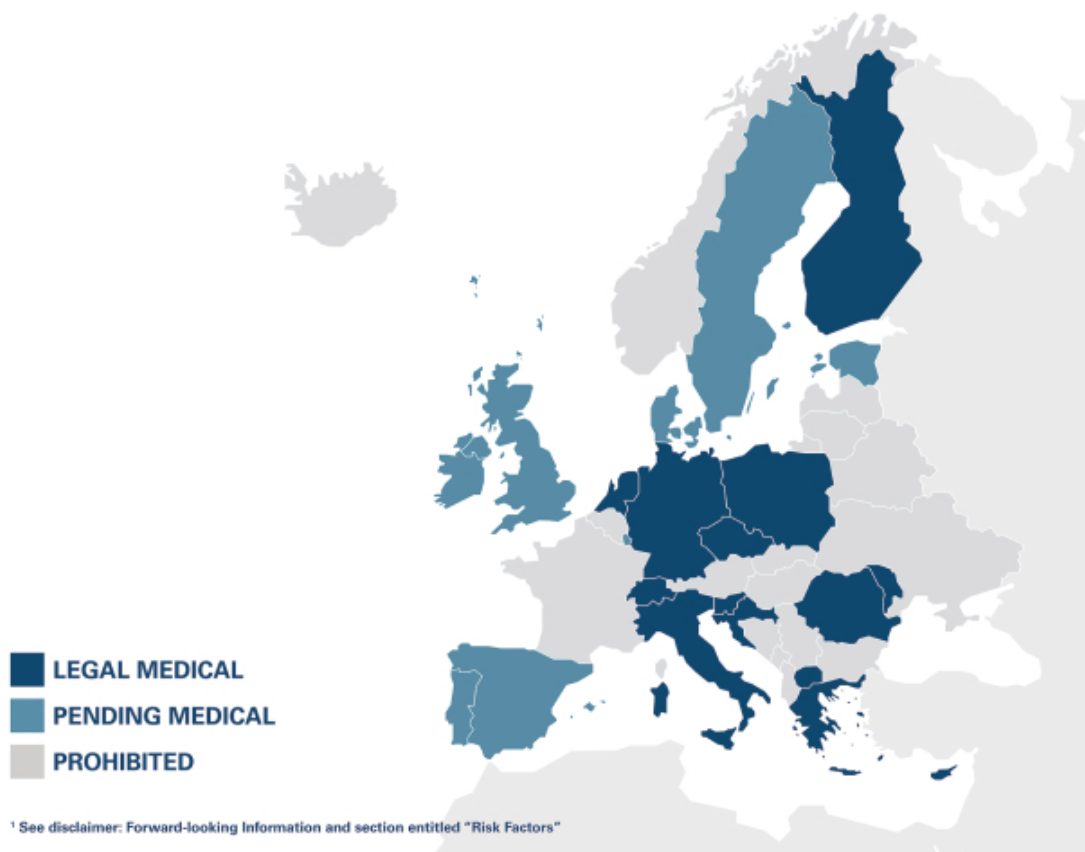 LEGAL MEDICAL
PENDING MEDICAL
PROHIBITED
¹ See disclaimer: Forward-looking Information and section entitled "Risk Factors"